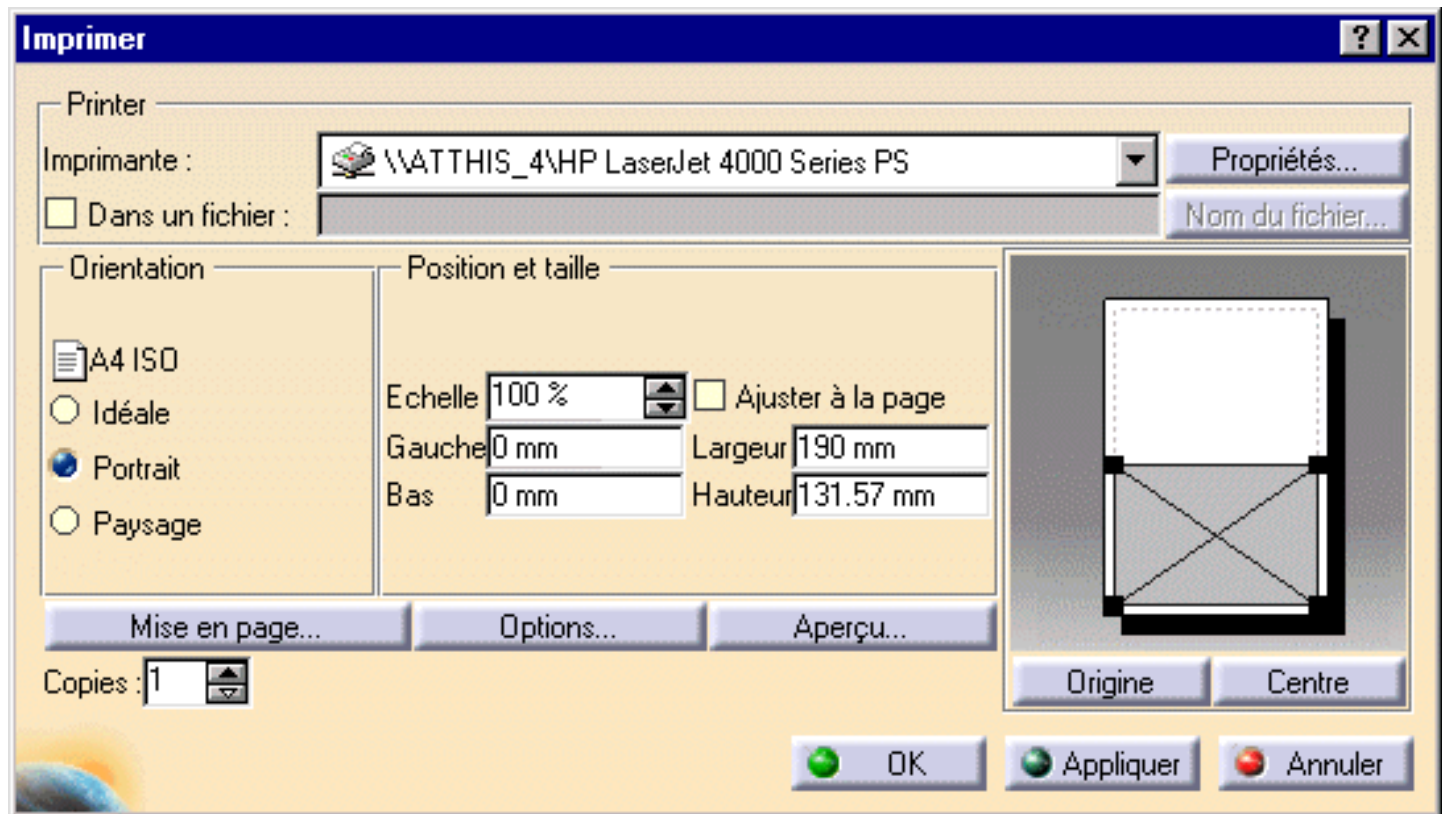 Imprimer
Printer
Imprimante : \\ATTHIS_4\HP LaserJet 4000 Series PS Propriétés...
Dans un fichier : Nom du fichier...
Orientation
A4 ISO
Idéale
Portrait
Paysage
Position et taille
Echelle 100 % Ajuster à la page
Gauche 0 mm Largeur 190 mm
Bas 0 mm Hauteur 131.57 mm
Mise en page... Options... Aperçu...
Copies : 1
Origine Centre
OK Appliquer Annuler